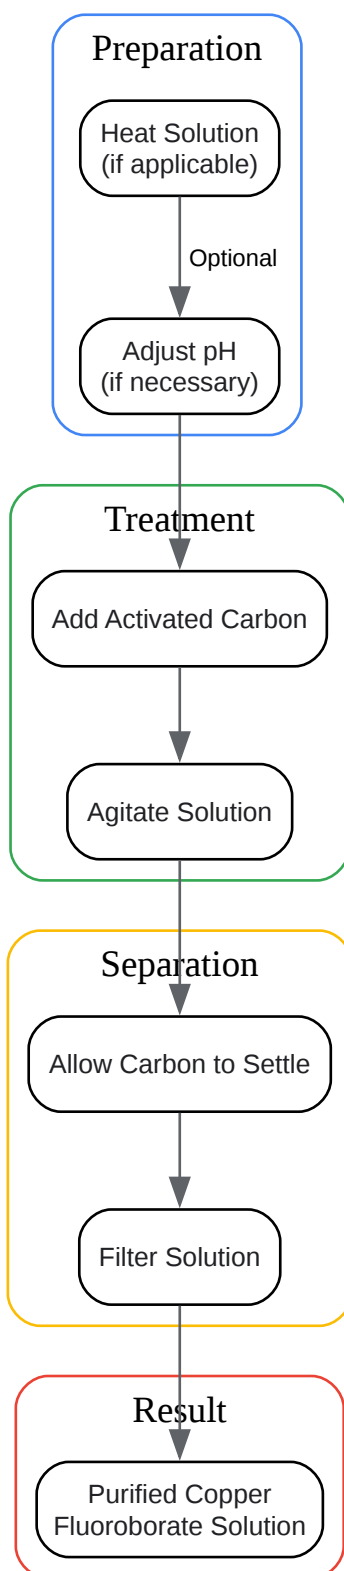 Preparation
Heat Solution
(if applicable)
Optional
Adjust pH
(if necessary)
Treatment
Add Activated Carbon
Agitate Solution
Separation
Allow Carbon to Settle
Filter Solution
Result
Purified Copper
Fluoroborate Solution